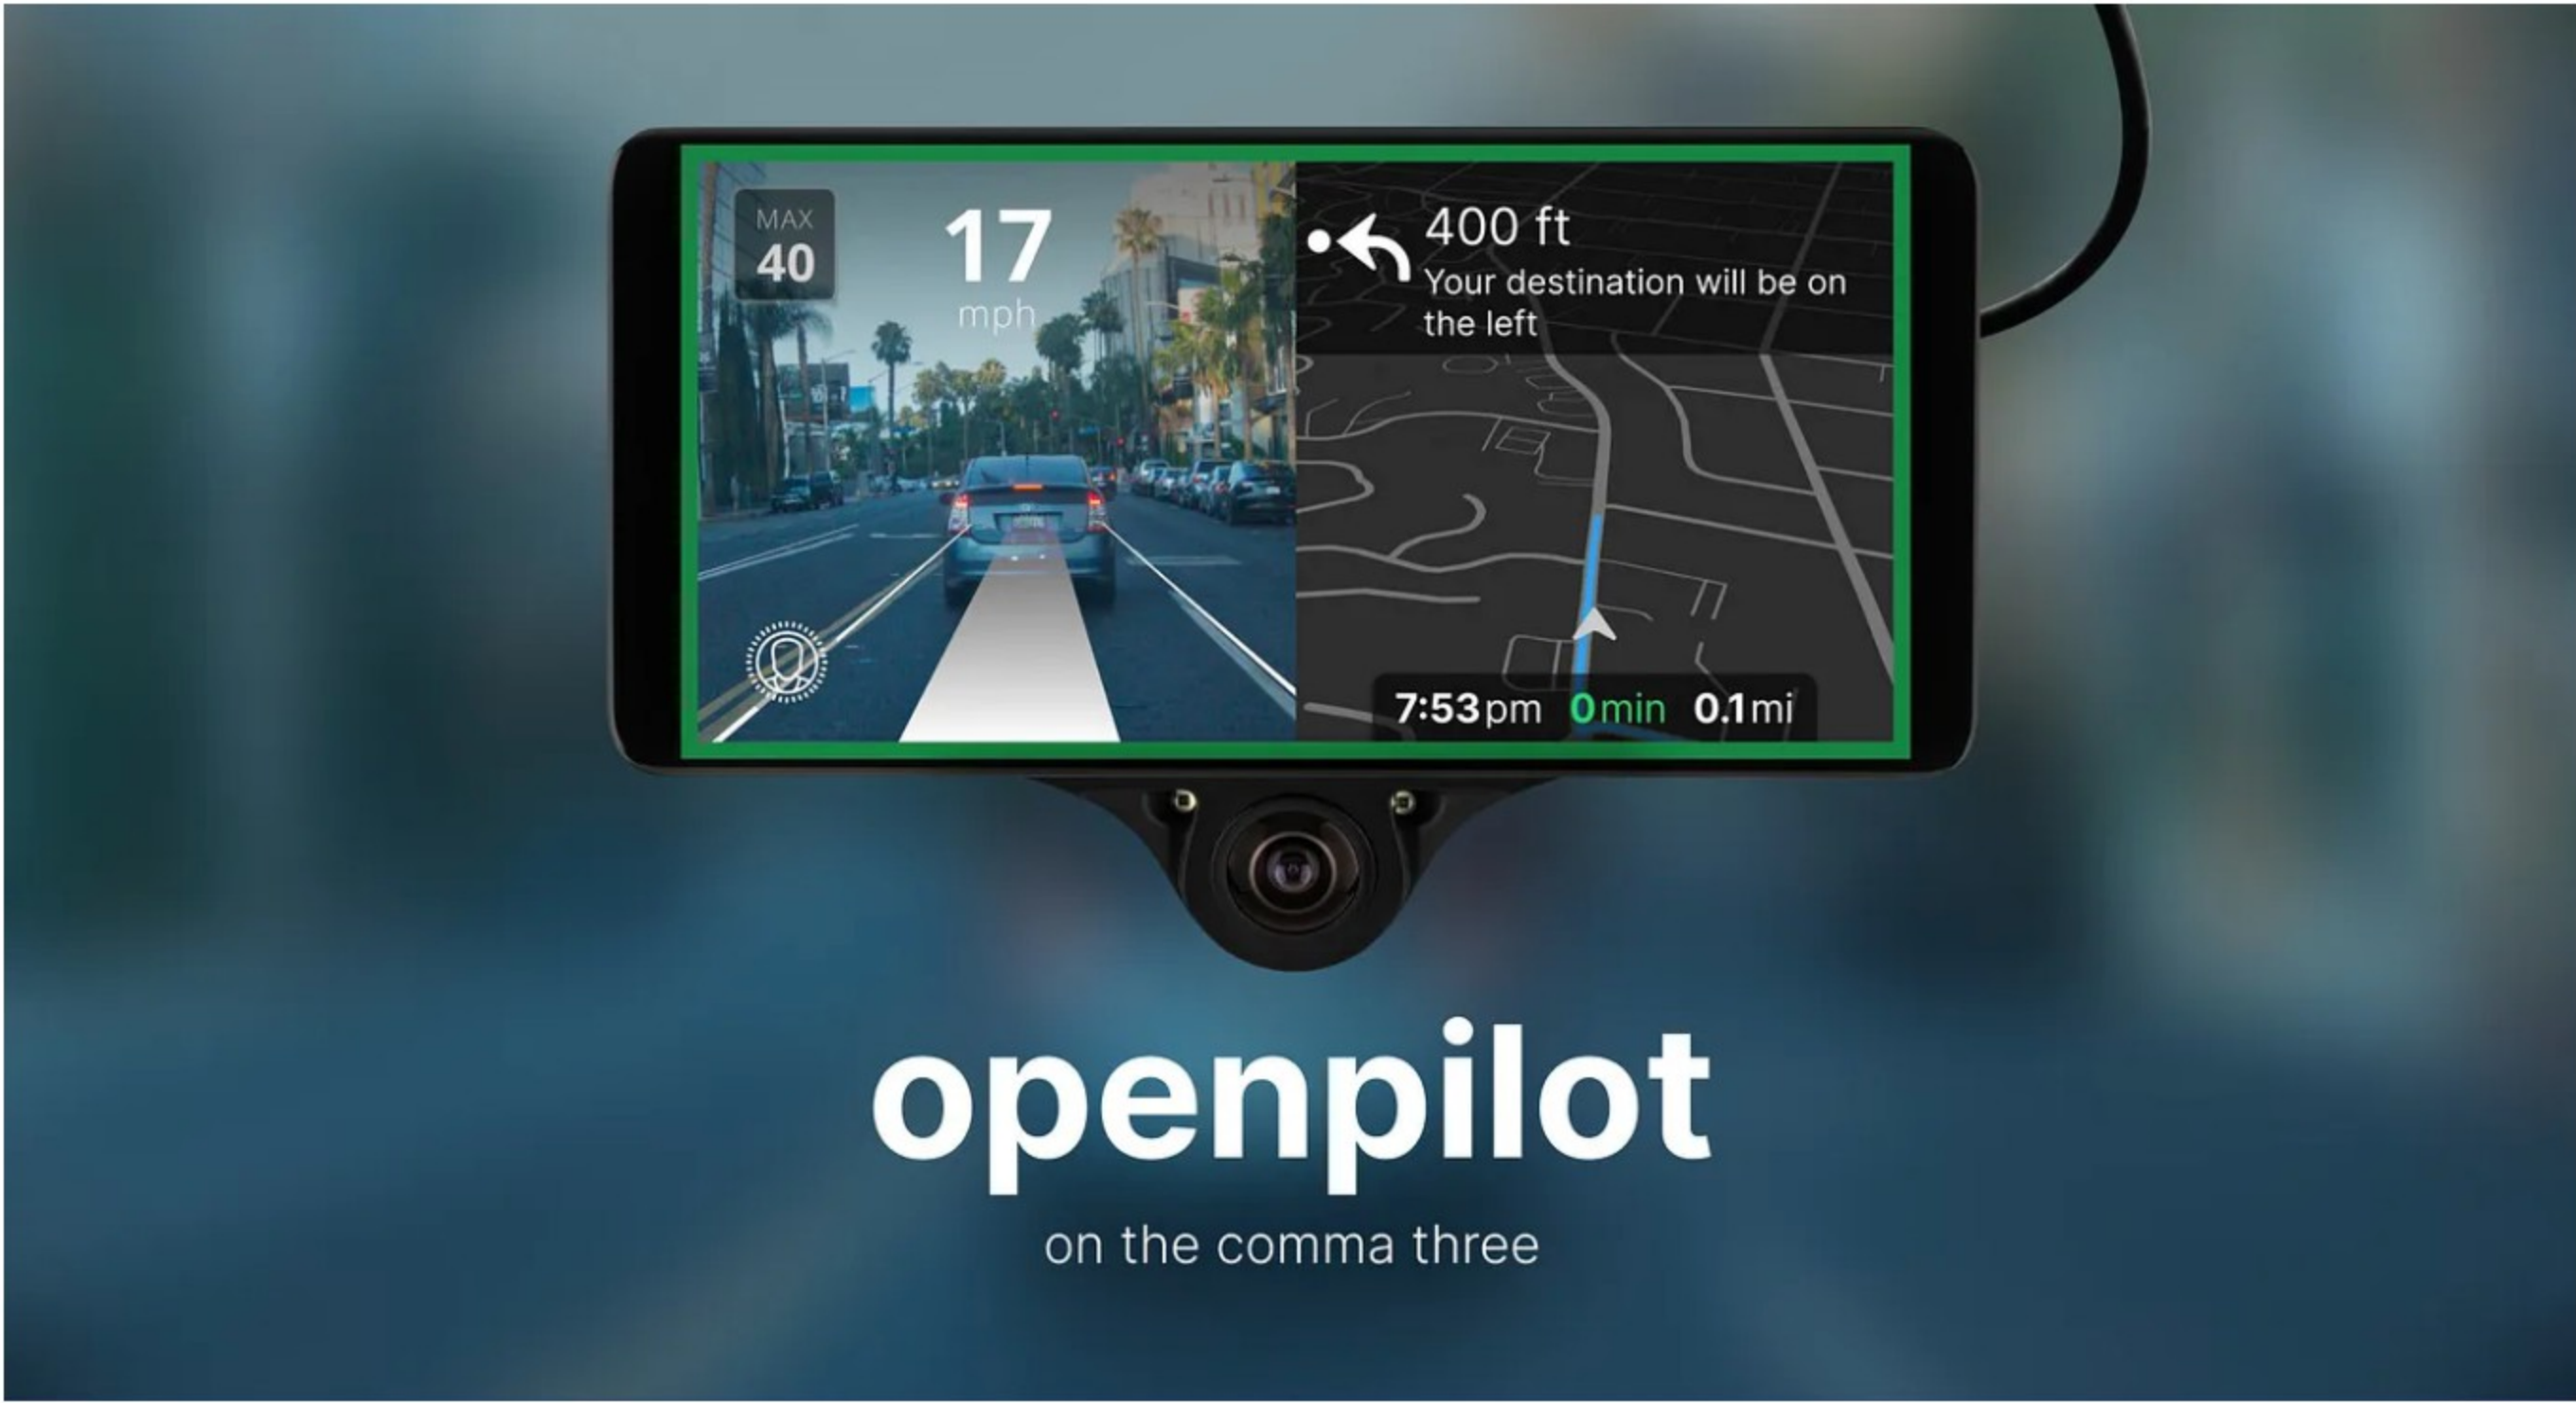 MAX
40
17
mph
400 ft
Your destination will be on
the left
7:53pm 0min 0.1mi
openpilot
on the comma three